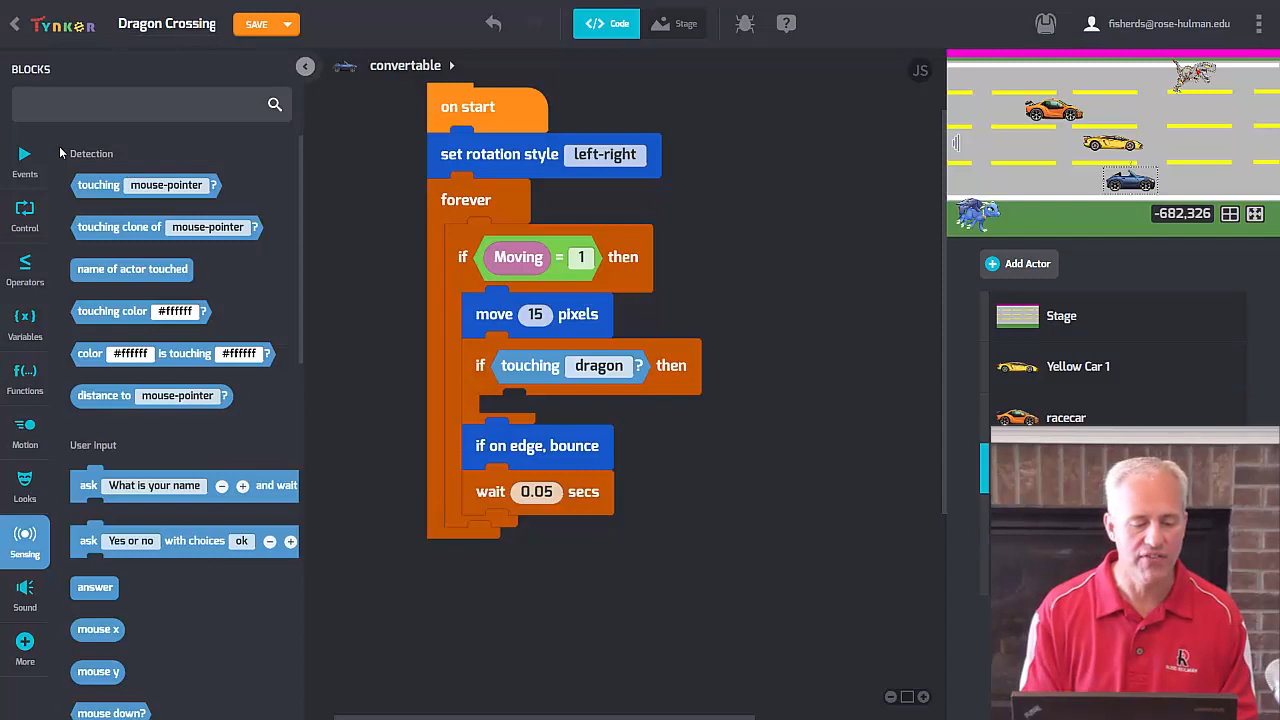 TYNKER
Dragon Crossing
SAVE
</> Code
Stage
fisherds@rose-hulman.edu
BLOCKS
convertable
JS
Events
Control
Operators
{x}
Variables
f(...)
Functions
Motion
Looks
Sensing
Sound
More
Detection
touching mouse-pointer ?
touching clone of mouse-pointer ?
name of actor touched
touching color #ffffff ?
color #ffffff is touching #ffffff ?
distance to mouse-pointer ?
User Input
ask What is your name and wait
ask Yes or no with choices ok
answer
mouse x
mouse y
mouse down?
on start
set rotation style left-right
forever
if Moving = 1 then
move 15 pixels
if touching dragon ? then
if on edge, bounce
wait 0.05 secs
-682,326
Add Actor
Stage
Yellow Car 1
racecar
R
ROSE-HULMAN